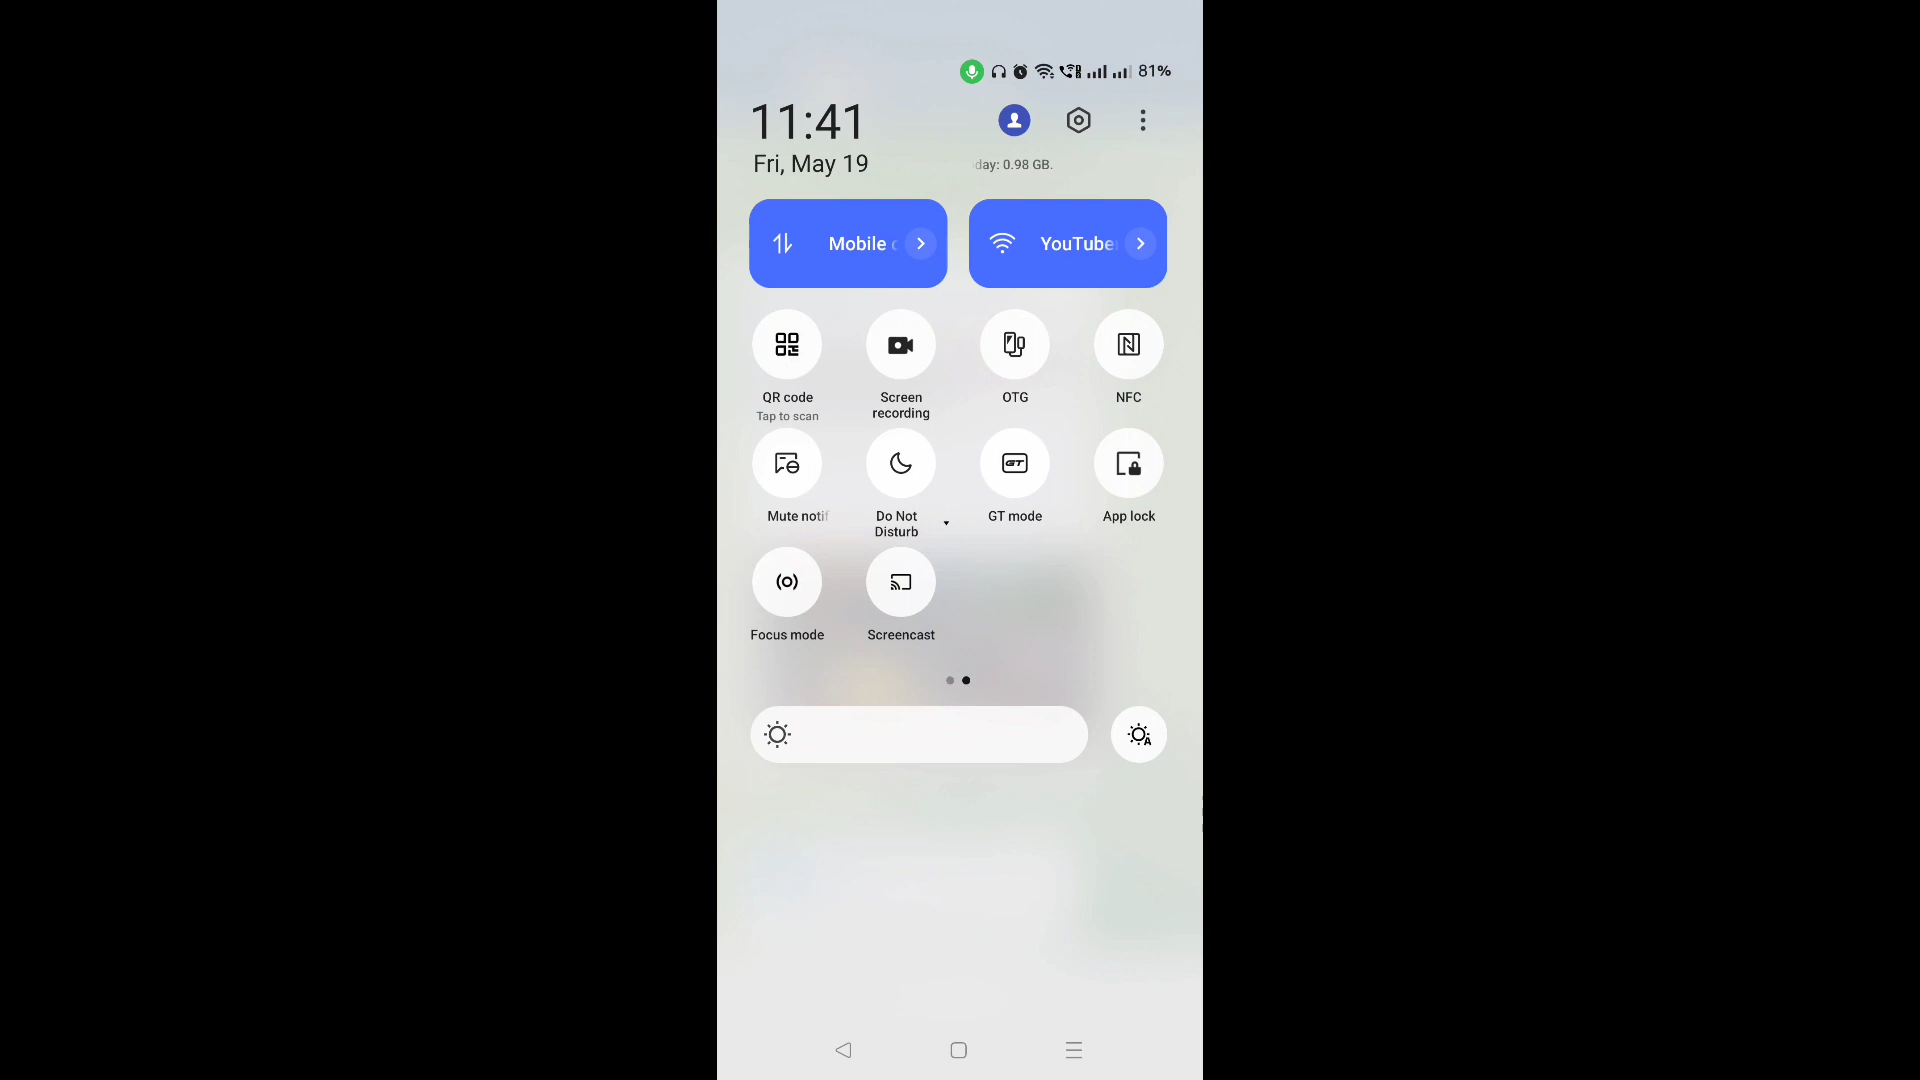 81%
11:41
Fri, May 19
day: 0.98 GB.
Mobile
YouTube
QR code
Tap to scan
Screen
recording
OTG
NFC
Mute notif
Do Not
Disturb
GT
GT mode
App lock
Focus mode
Screencast